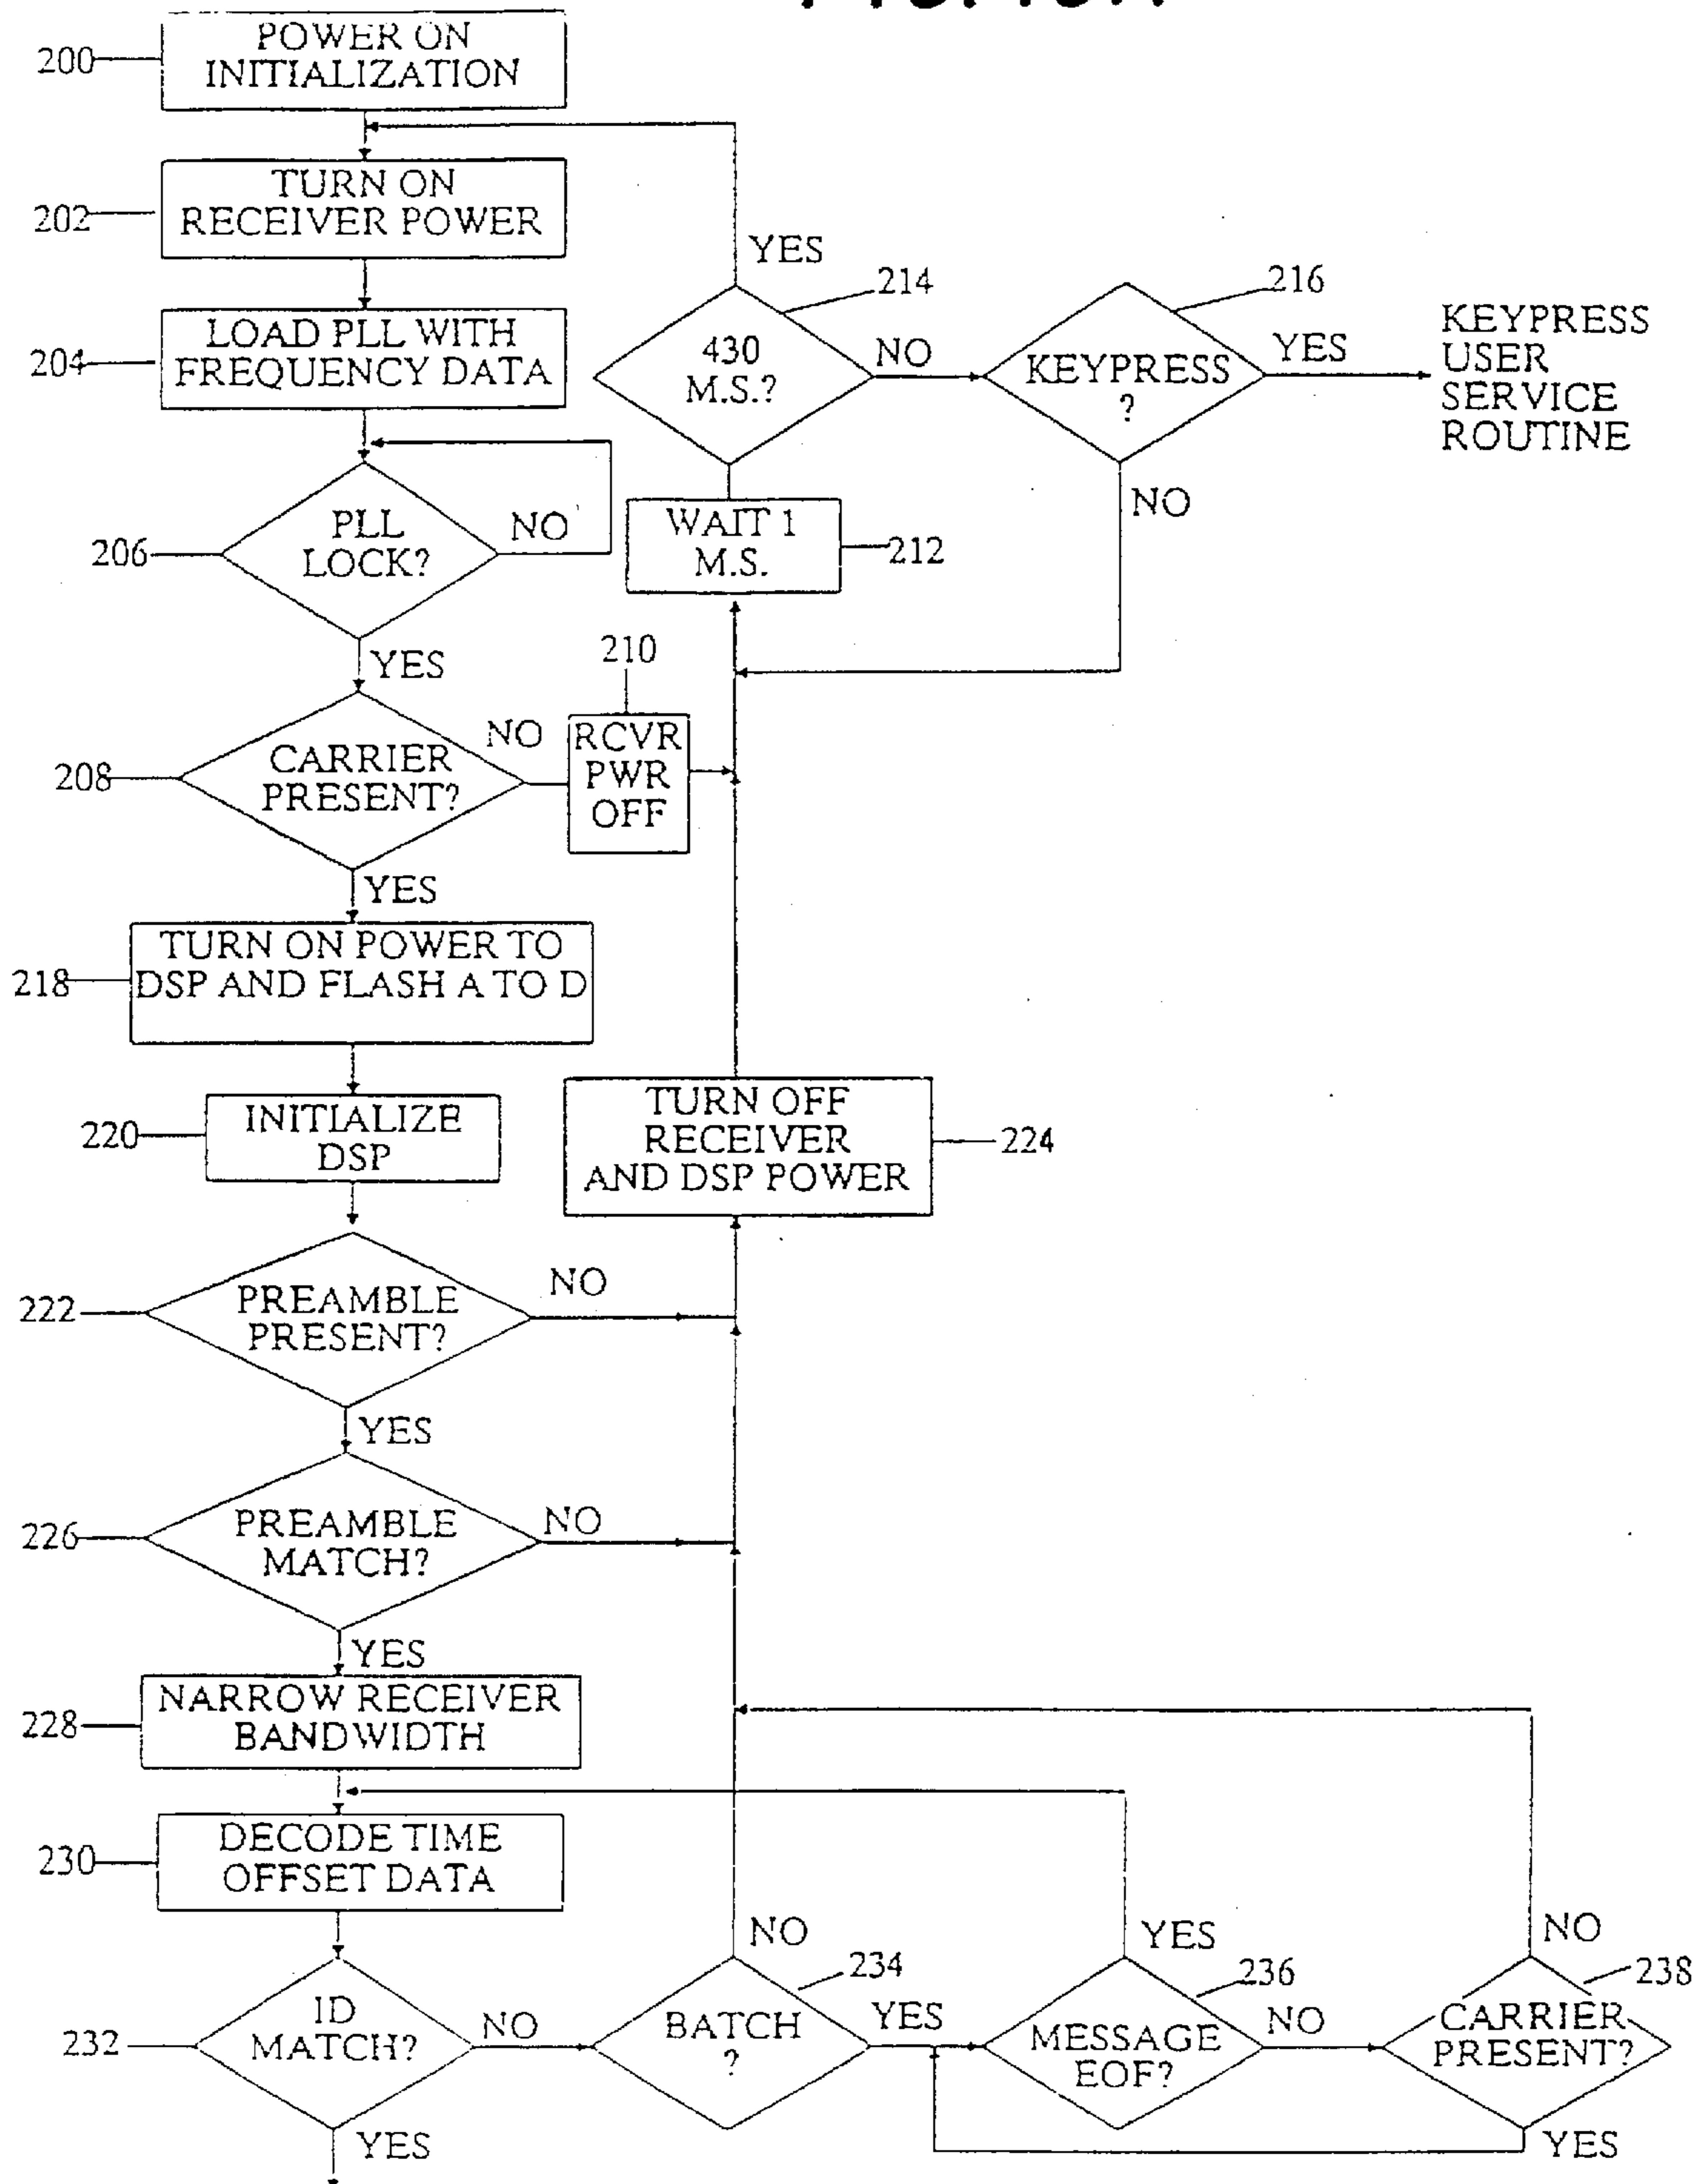 200
POWER ON
INITIALIZATION
202
TURN ON
RECEIVER POWER
YES
214
216
204
LOAD PLL WITH
FREQUENCY DATA
430
M.S.?
NO
KEYPRESS
?
YES
KEYPRESS
USER
SERVICE
ROUTINE
206
PLL
LOCK?
NO
WAIT 1
M.S.
212
NO
YES
210
208
CARRIER
PRESENT?
NO
RCVR
PWR
OFF
YES
218
TURN ON POWER TO
DSP AND FLASH A TO D
220
INITIALIZE
DSP
TURN OFF
RECEIVER
AND DSP POWER
224
222
PREAMBLE
PRESENT?
NO
YES
226
PREAMBLE
MATCH?
NO
YES
228
NARROW RECEIVER
BANDWIDTH
230
DECODE TIME
OFFSET DATA
NO
YES
NO
234
236
238
232
ID
MATCH?
NO
BATCH
?
YES
MESSAGE
EOF?
NO
CARRIER
PRESENT?
YES
YES